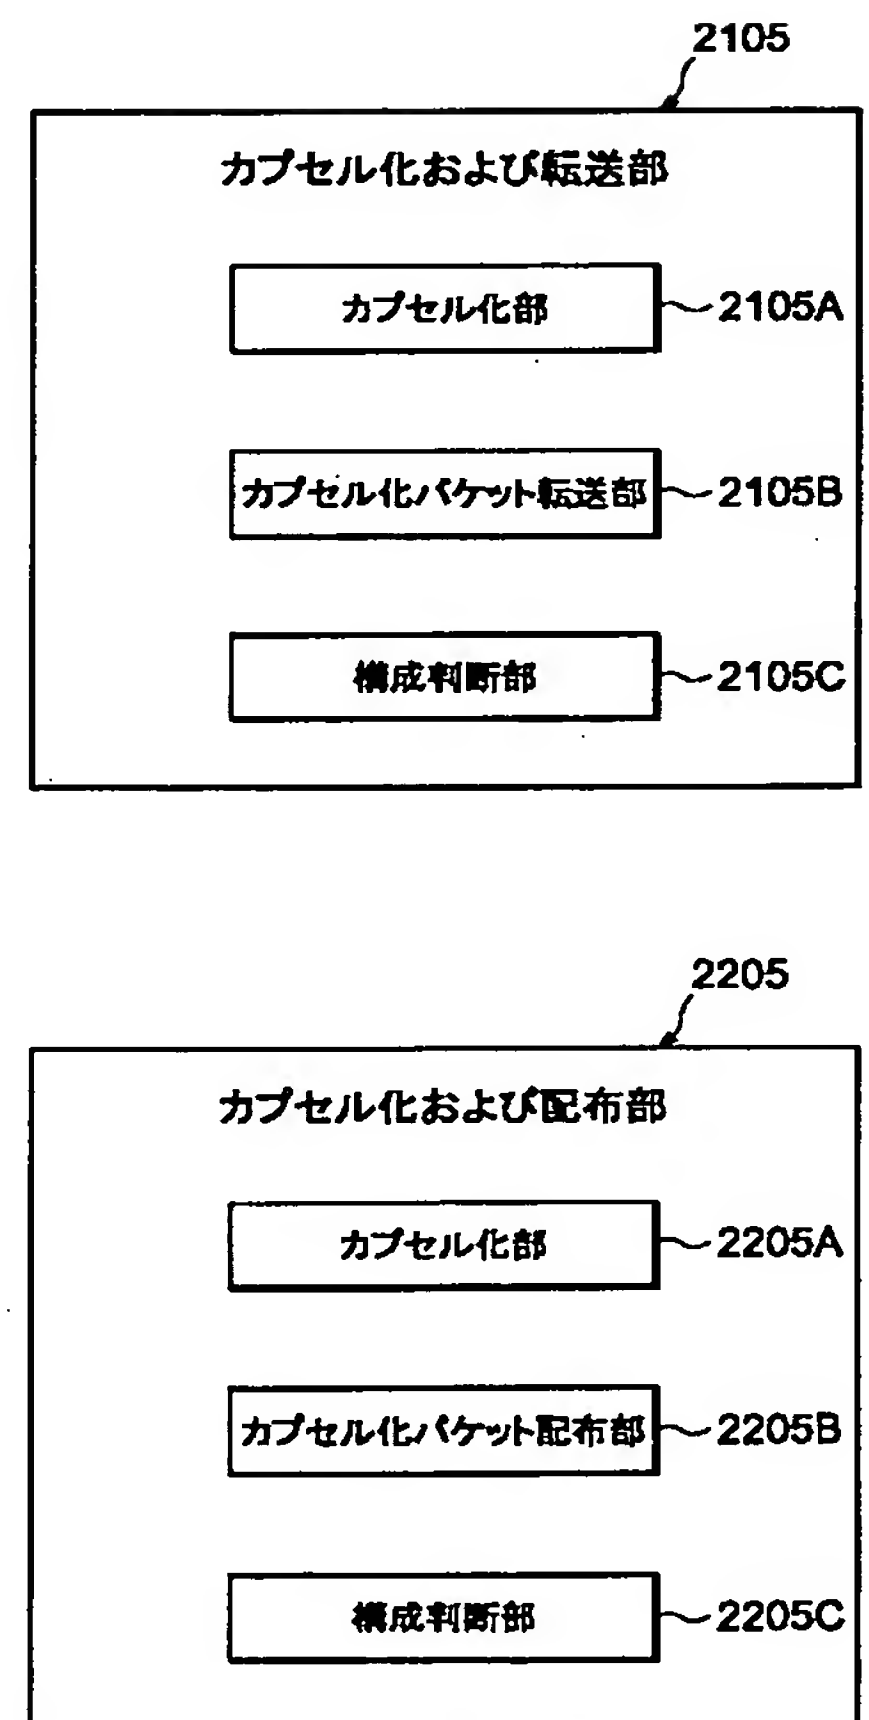 2105
カプセル化および転送部
カプセル化部 2105A
カプセル化パケット転送部 2105B
構成判断部 2105C
2205
カプセル化および配布部
カプセル化部 2205A
カプセル化パケット配布部 2205B
構成判断部 2205C